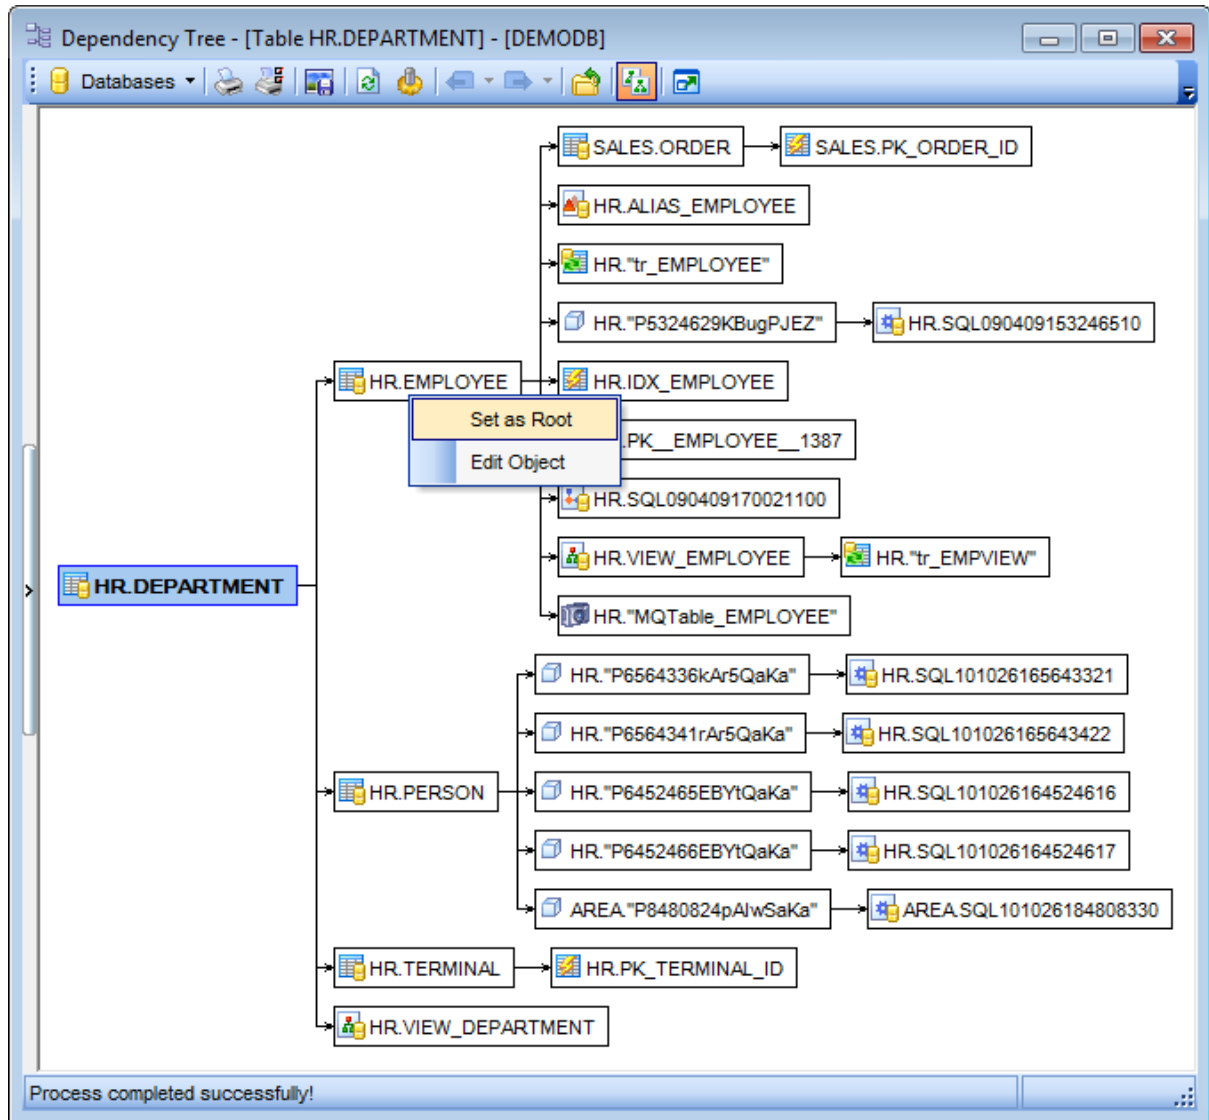 Dependency Tree - [Table HR.DEPARTMENT] - [DEMODB]
Databases
SALES.ORDER
SALES.PK_ORDER_ID
HR.ALIAS_EMPLOYEE
HR."tr_EMPLOYEE"
HR."P5324629KBugPJEZ"
HR.SQL090409153246510
HR.EMPLOYEE
HR.IDX_EMPLOYEE
Set as Root
.PK__EMPLOYEE__1387
Edit Object
HR.SQL090409170021100
HR.VIEW_EMPLOYEE
HR."tr_EMPVIEW"
HR.DEPARTMENT
HR."MQTable_EMPLOYEE"
HR."P6564336kAr5QaKa"
HR.SQL101026165643321
HR."P6564341rAr5QaKa"
HR.SQL101026165643422
HR.PERSON
HR."P6452465EBYtQaKa"
HR.SQL101026164524616
HR."P6452466EBYtQaKa"
HR.SQL101026164524617
AREA."P8480824pAIwSaKa"
AREA.SQL101026184808330
HR.TERMINAL
HR.PK_TERMINAL_ID
HR.VIEW_DEPARTMENT
Process completed successfully!